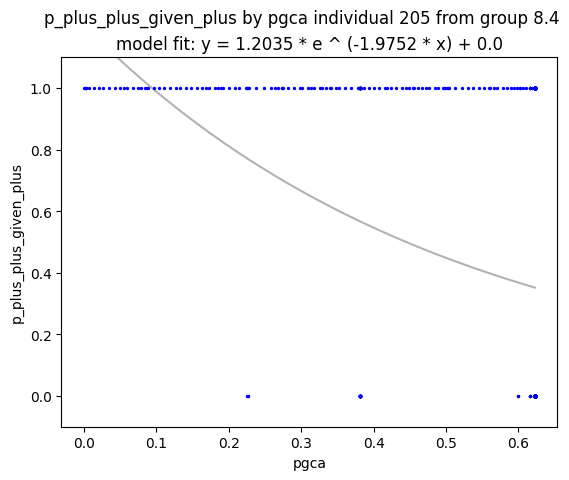 p_plus_plus_given_plus by pgca individual 205 from group 8.4
model fit: y = 1.2035 * e ^ (-1.9752 * x) + 0.0
1.0
0.8
0.6
0.4
0.2
0.0
p_plus_plus_given_plus
0.0 0.1 0.2 0.3 0.4 0.5 0.6
pgca